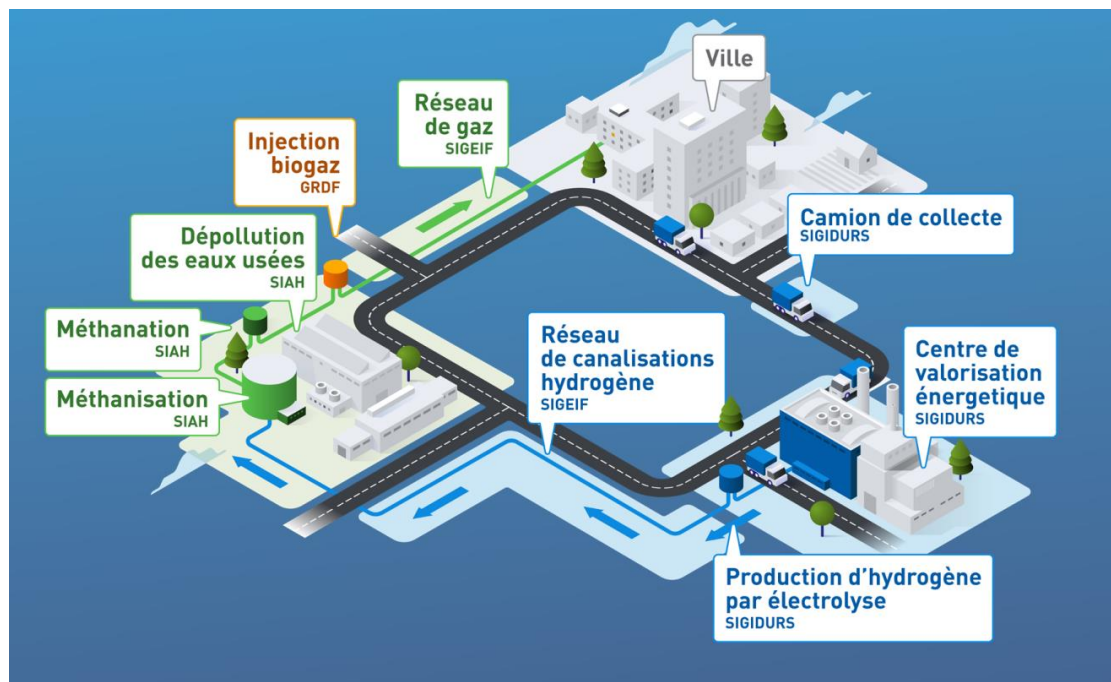 Ville
Réseau
de gaz
SIGEIF
Injection
biogaz
GRDF
Camion de collecte
SIGIDURS
Dépollution
des eaux usées
SIAH
Méthanation
SIAH
Réseau
de canalisations
hydrogène
SIGEIF
Centre de
valorisation
énergetique
SIGIDURS
Méthanisation
SIAH
Production d'hydrogène
par électrolyse
SIGIDURS